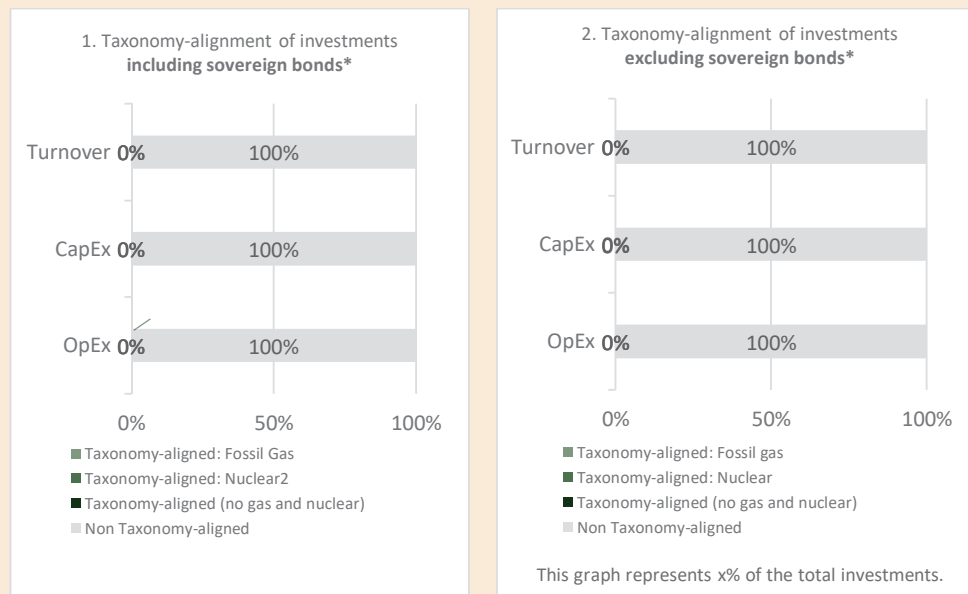 1. Taxonomy-alignment of investments
including sovereign bonds*
Turnover 0% 100%
CapEx 0% 100%
OpEx 0% 100%
0% 50% 100%
Taxonomy-aligned: Fossil Gas
Taxonomy-aligned: Nuclear2
Taxonomy-aligned (no gas and nuclear)
Non Taxonomy-aligned
2. Taxonomy-alignment of investments
excluding sovereign bonds*
Turnover 0% 100%
CapEx 0% 100%
OpEx 0% 100%
0% 50% 100%
Taxonomy-aligned: Fossil gas
Taxonomy-aligned: Nuclear
Taxonomy-aligned (no gas and nuclear)
Non Taxonomy-aligned
This graph represents x% of the total investments.